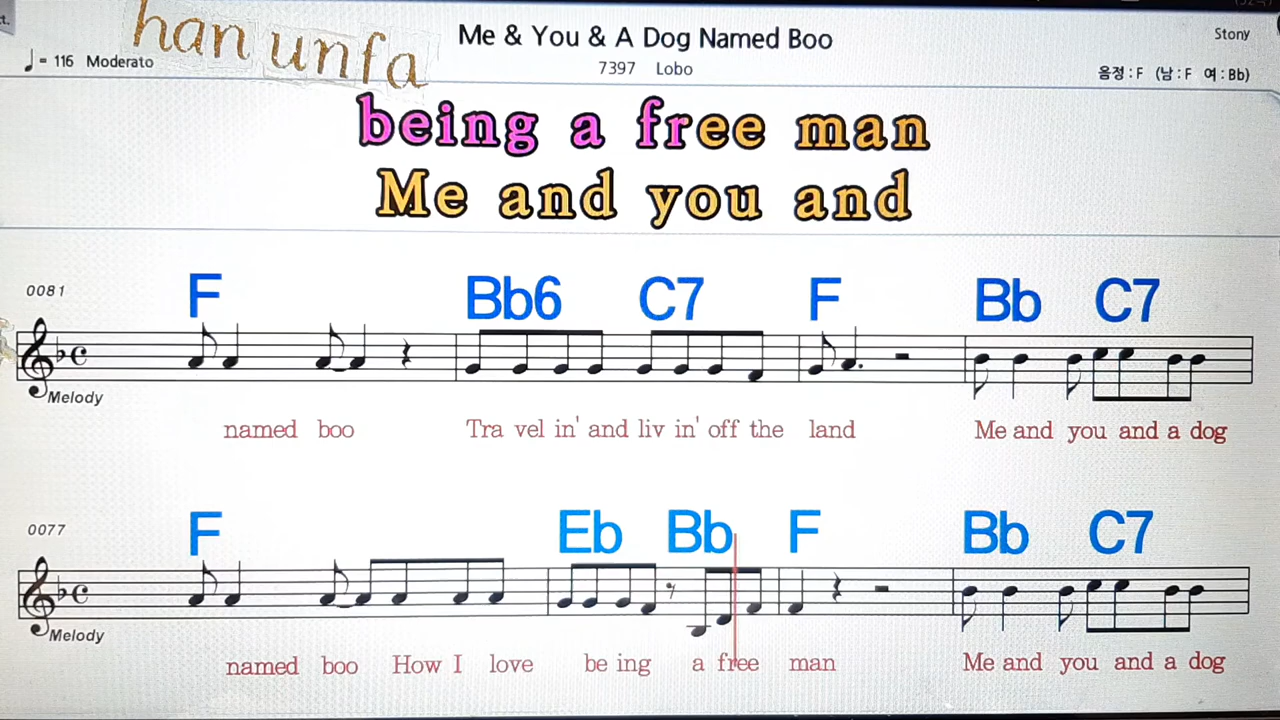 han unfa
Me & You & A Dog Named Boo
Stony
♩= 116 Moderato
7397 Lobo
음정 : F (남 : F 여 : Bb)
being a free man
Me and you and
0081
F Bb6 C7 F Bb C7
Melody
named boo Tra vel in' and liv in' off the land Me and you and a dog
0077
F Eb Bb F Bb C7
Melody
named boo How I love be ing a free man Me and you and a dog